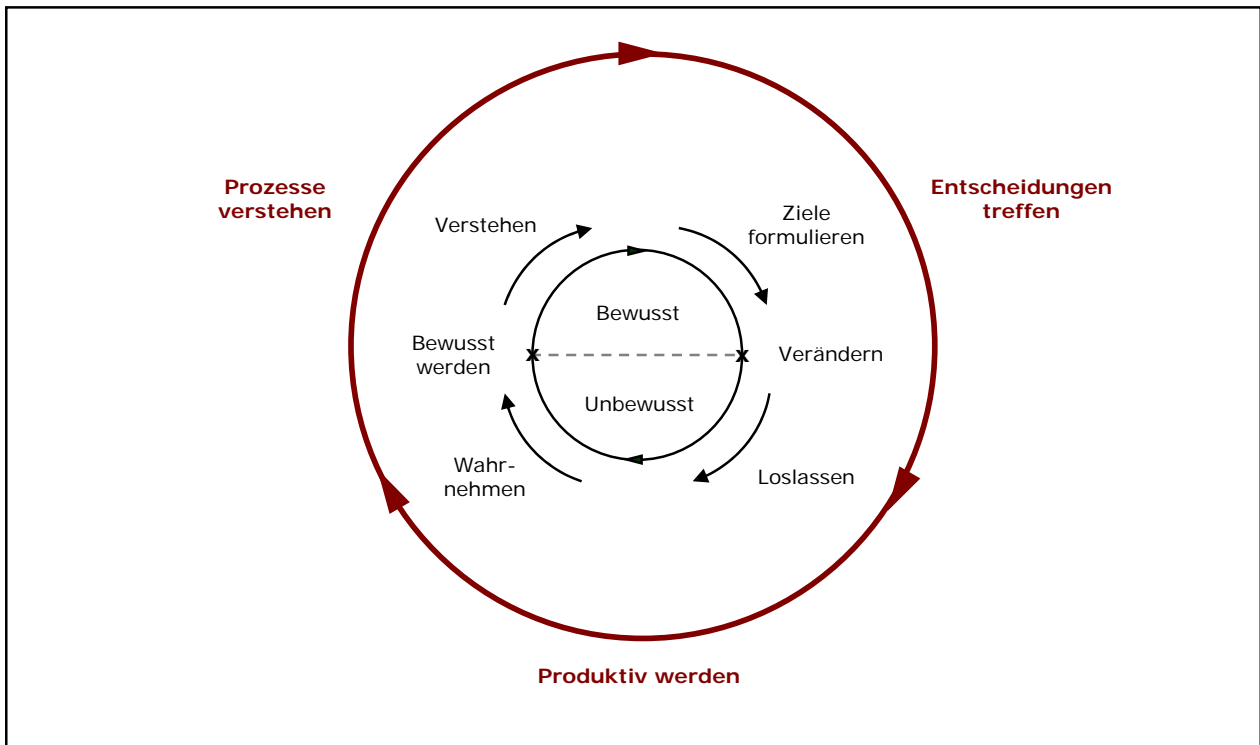 Prozesse
verstehen
Entscheidungen
treffen
Verstehen
Ziele
formulieren
Bewusst
Bewusst
werden
x
x
Verändern
Unbewusst
Wahr-
nehmen
Loslassen
Produktiv werden